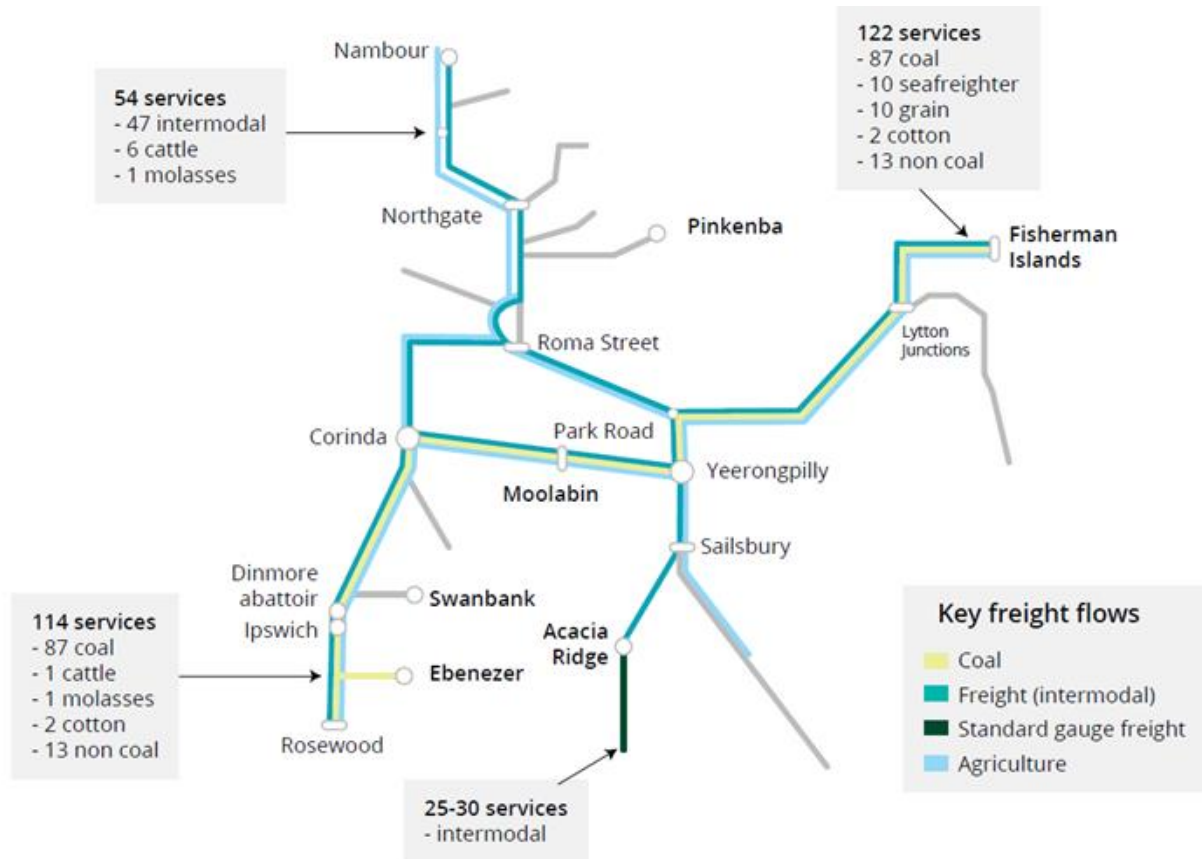 122 services
- 87 coal
- 10 seafreighter
- 10 grain
- 2 cotton
- 13 non coal
Nambour
54 services
- 47 intermodal
- 6 cattle
- 1 molasses
Northgate
Pinkenba
Fisherman
Islands
Roma Street
Lytton
Junctions
Corinda
Park Road
Yeerongpilly
Moolabin
Sailsbury
Dinmore
abattoir
Swanbank
Ipswich
114 services
- 87 coal
- 1 cattle
- 1 molasses
- 2 cotton
- 13 non coal
Acacia
Ridge
Ebenezer
Rosewood
25-30 services
- intermodal
Key freight flows
Coal
Freight (intermodal)
Standard gauge freight
Agriculture